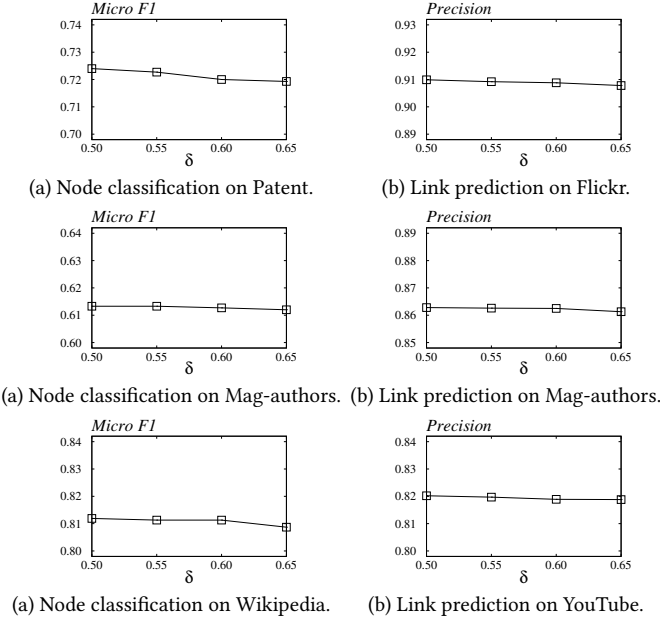 Micro F1
0.74
0.73
0.72
0.71
0.70
0.50 0.55 0.60 0.65
δ
(a) Node classification on Patent.
Precision
0.93
0.92
0.91
0.90
0.89
0.50 0.55 0.60 0.65
δ
(b) Link prediction on Flickr.
Micro F1
0.64
0.63
0.62
0.61
0.60
0.50 0.55 0.60 0.65
δ
(a) Node classification on Mag-authors.
Precision
0.89
0.88
0.87
0.86
0.85
0.50 0.55 0.60 0.65
δ
(b) Link prediction on Mag-authors.
Micro F1
0.84
0.83
0.82
0.81
0.80
0.50 0.55 0.60 0.65
δ
(a) Node classification on Wikipedia.
Precision
0.84
0.83
0.82
0.81
0.80
0.50 0.55 0.60 0.65
δ
(b) Link prediction on YouTube.